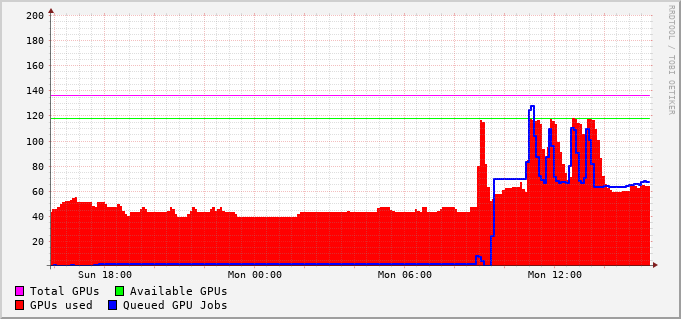 200
180
160
140
120
100
80
60
40
20
Sun 18:00 Mon 00:00 Mon 06:00 Mon 12:00
Total GPUs Available GPUs
GPUs used Queued GPU Jobs
RRDTOOL / TOBI OETIKER